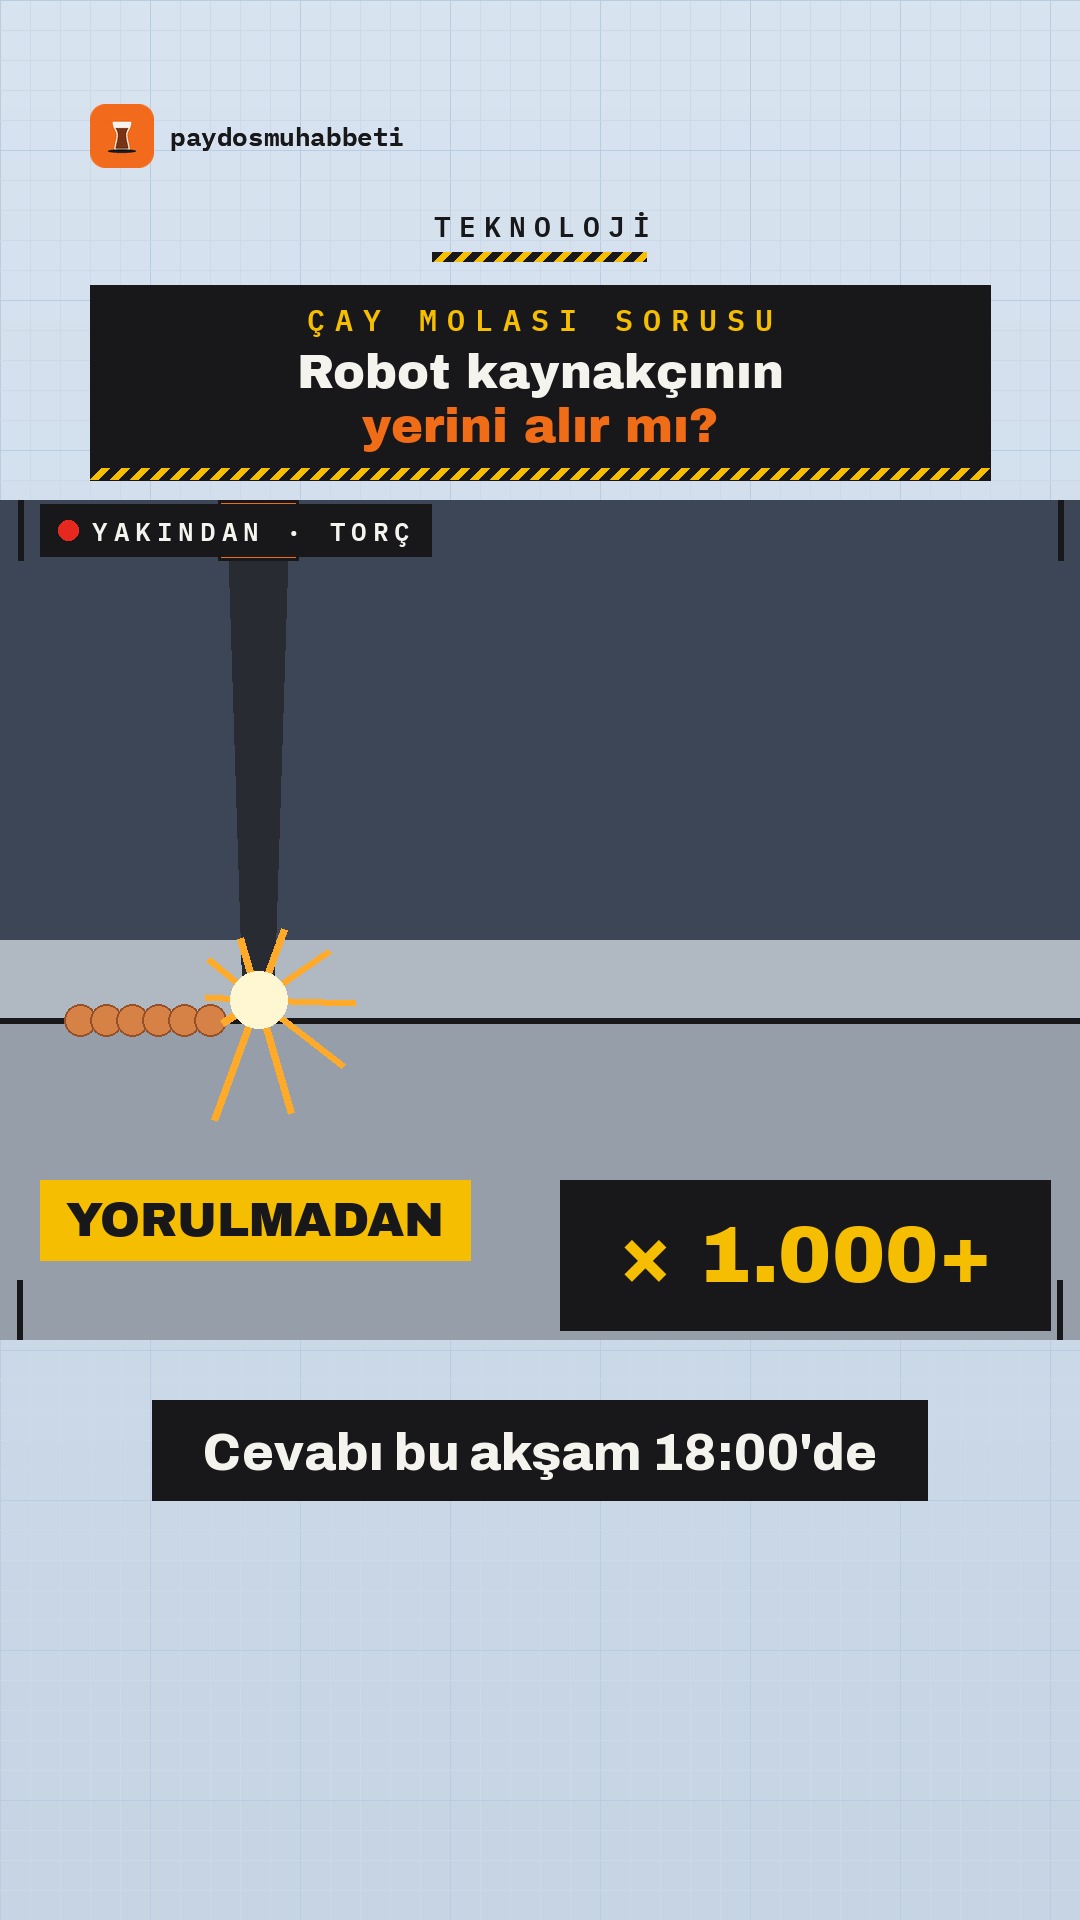 paydosmuhabbeti
TEKNOLOJİ
ÇAY MOLASI SORUSU
Robot kaynakçının
yerini alır mı?
YAKINDAN · TORÇ
YORULMADAN
× 1.000+
Cevabı bu akşam 18:00'de